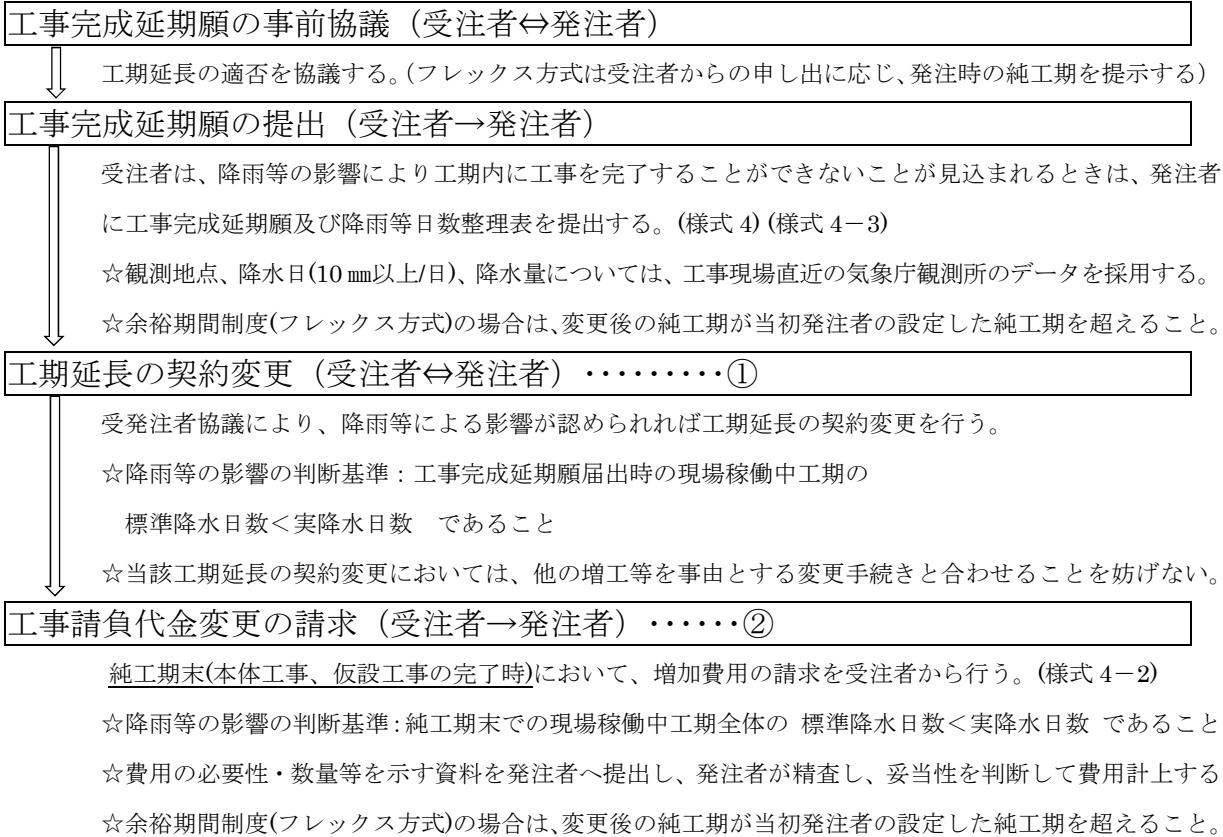 工事完成延期願の事前協議（受注者⇔発注者）
工期延長の適否を協議する。(フレックス方式は受注者からの申し出に応じ、発注時の純工期を提示する)
工事完成延期願の提出（受注者→発注者）
受注者は、降雨等の影響により工期内に工事を完了することができないことが見込まれるときは、発注者
に工事完成延期願及び降雨等日数整理表を提出する。(様式 4) (様式 4－3)
☆観測地点、降水日(10 ㎜以上/日)、降水量については、工事現場直近の気象庁観測所のデータを採用する。
☆余裕期間制度(フレックス方式)の場合は、変更後の純工期が当初発注者の設定した純工期を超えること。
工期延長の契約変更（受注者⇔発注者）・・・・・・・・・①
受発注者協議により、降雨等による影響が認められれば工期延長の契約変更を行う。
☆降雨等の影響の判断基準：工事完成延期願届出時の現場稼働中工期の
標準降水日数＜実降水日数　であること
☆当該工期延長の契約変更においては、他の増工等を事由とする変更手続きと合わせることを妨げない。
工事請負代金変更の請求（受注者→発注者）・・・・・・②
純工期末(本体工事、仮設工事の完了時)において、増加費用の請求を受注者から行う。(様式 4－2)
☆降雨等の影響の判断基準：純工期末での現場稼働中工期全体の 標準降水日数＜実降水日数 であること
☆費用の必要性・数量等を示す資料を発注者へ提出し、発注者が精査し、妥当性を判断して費用計上する
☆余裕期間制度(フレックス方式)の場合は、変更後の純工期が当初発注者の設定した純工期を超えること。